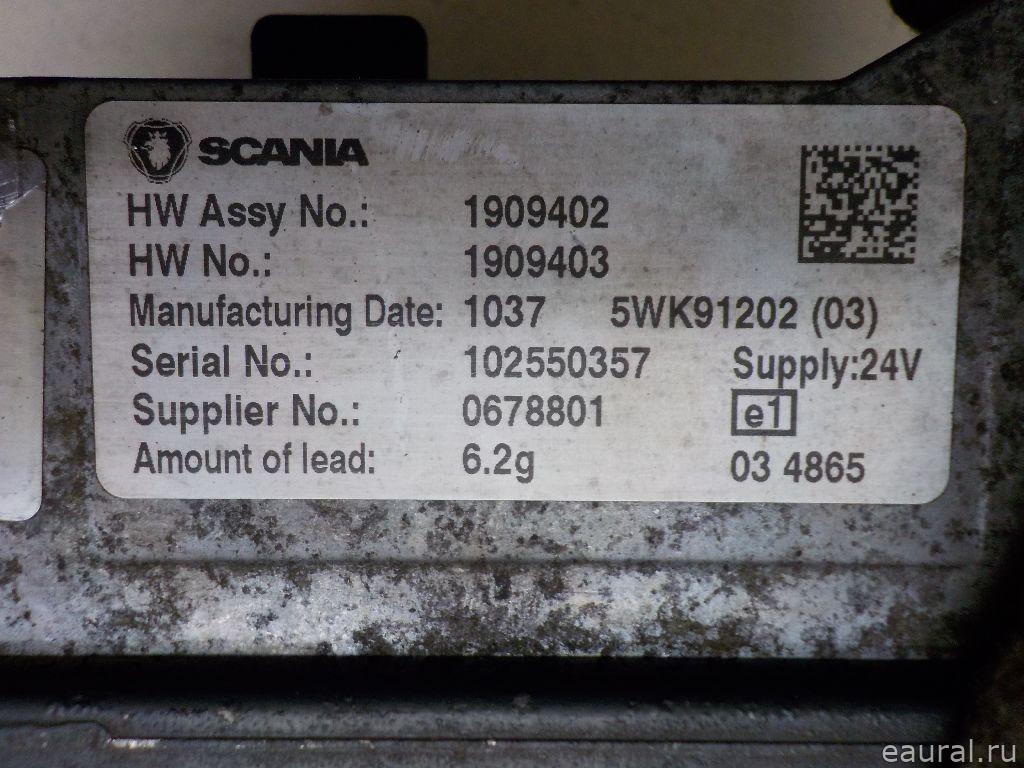 SCANIA
HW Assy No.: 1909402
HW No.: 1909403
Manufacturing Date: 1037 5WK91202 (03)
Serial No.: 102550357 Supply:24V
Supplier No.: 0678801 e1
Amount of lead: 6.2g 03 4865
eaural.ru